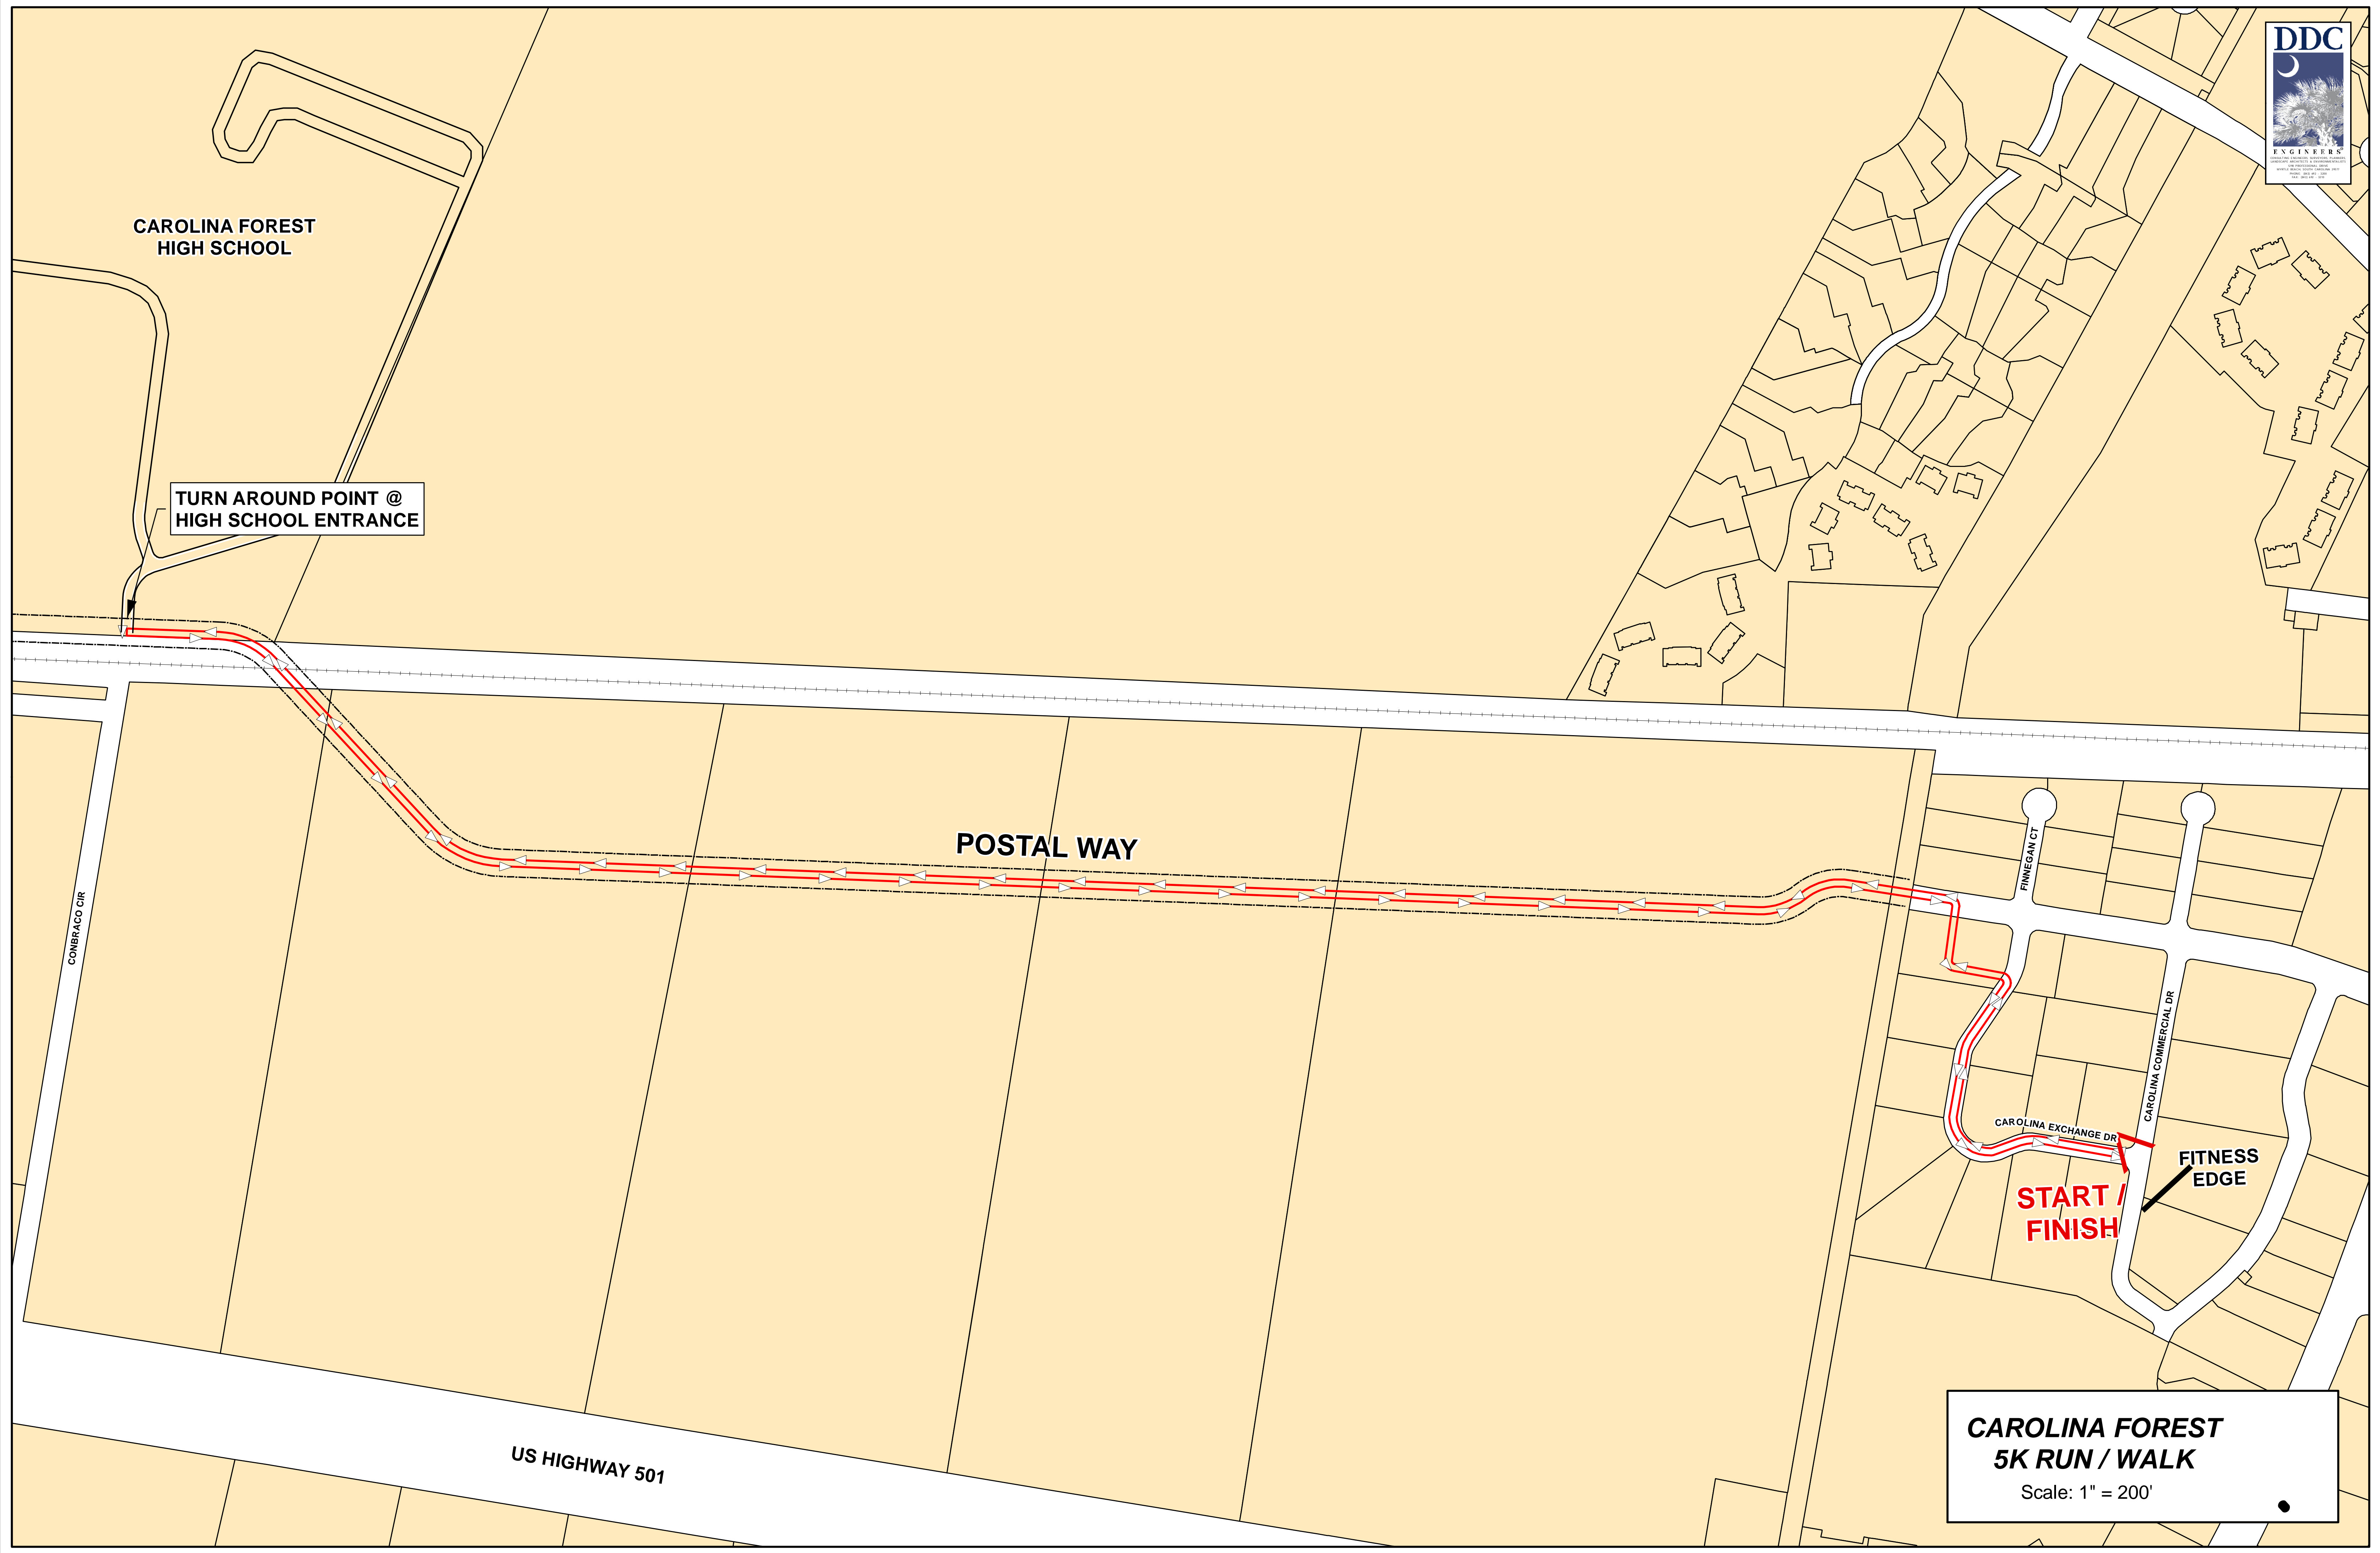 DDC
ENGINEERS
CAROLINA FOREST
HIGH SCHOOL
TURN AROUND POINT @
HIGH SCHOOL ENTRANCE
POSTAL WAY
FINNEGAN CT
CONBRACO CIR
CAROLINA COMMERCIAL DR
CAROLINA EXCHANGE DR
FITNESS
EDGE
START /
FINISH
US HIGHWAY 501
CAROLINA FOREST
5K RUN / WALK
Scale: 1" = 200'